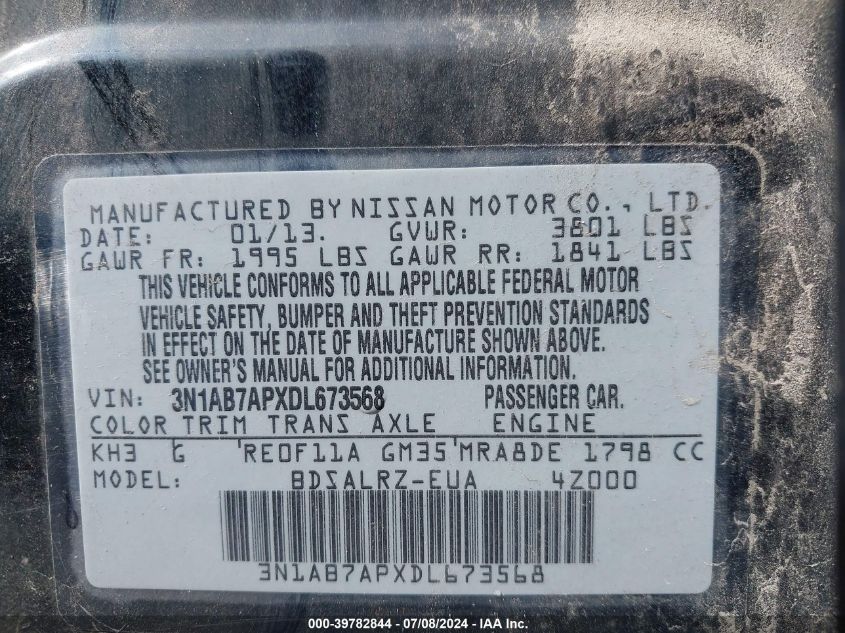 MANUFACTURED BY NISSAN MOTOR CO., LTD.
DATE: 01/13. GVWR: 3801 LBS
GAWR FR: 1995 LBS GAWR RR: 1841 LBS
THIS VEHICLE CONFORMS TO ALL APPLICABLE FEDERAL MOTOR
VEHICLE SAFETY, BUMPER AND THEFT PREVENTION STANDARDS
IN EFFECT ON THE DATE OF MANUFACTURE SHOWN ABOVE.
SEE OWNER'S MANUAL FOR ADDITIONAL INFORMATION.
VIN: 3N1AB7APXDL673568 PASSENGER CAR.
COLOR TRIM TRANS AXLE ENGINE
KH3 G RE0F11A GM35 MRA8DE 1798 CC
MODEL: BDSALRZ-EUA 4Z000
3N1AB7APXDL673568
000-39782844 - 07/08/2024 - IAA Inc.